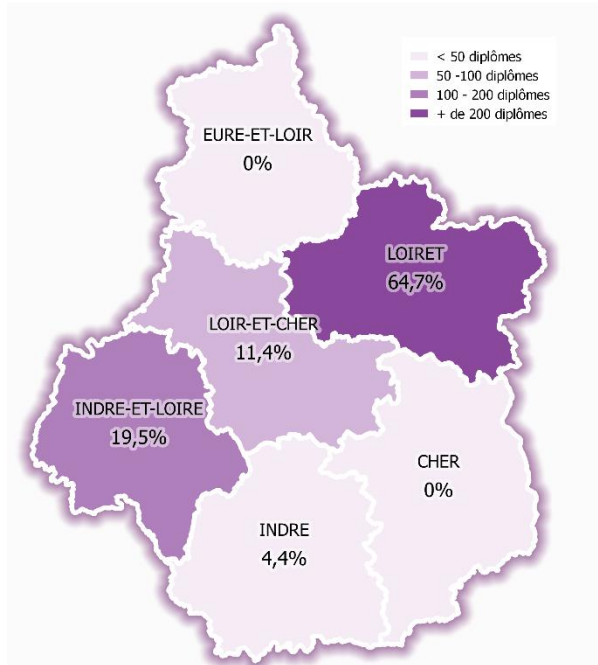 < 50 diplômes
50 -100 diplômes
100 - 200 diplômes
+ de 200 diplômes
EURE-ET-LOIR
0%
LOIRET
64,7%
LOIR-ET-CHER
11,4%
INDRE-ET-LOIRE
19,5%
CHER
0%
INDRE
4,4%